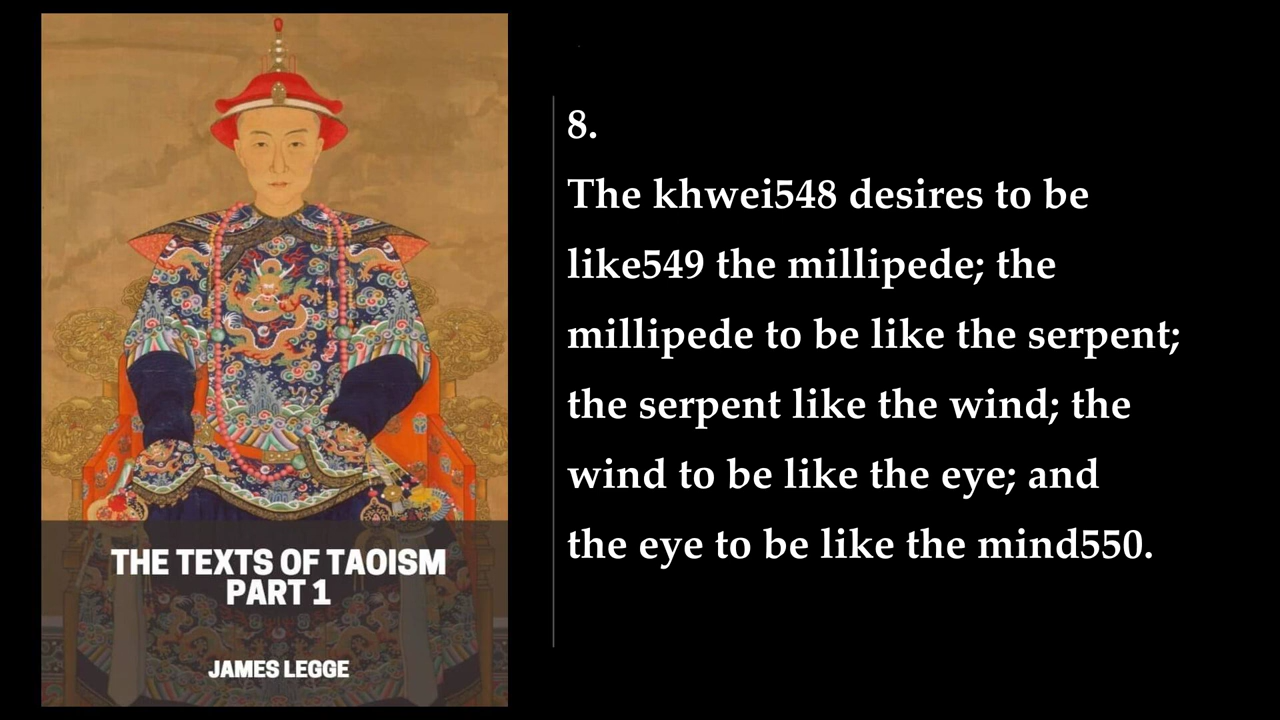 THE TEXTS OF TAOISM
PART 1
JAMES LEGGE
8.
The khwei548 desires to be
like549 the millipede; the
millipede to be like the serpent;
the serpent like the wind; the
wind to be like the eye; and
the eye to be like the mind550.